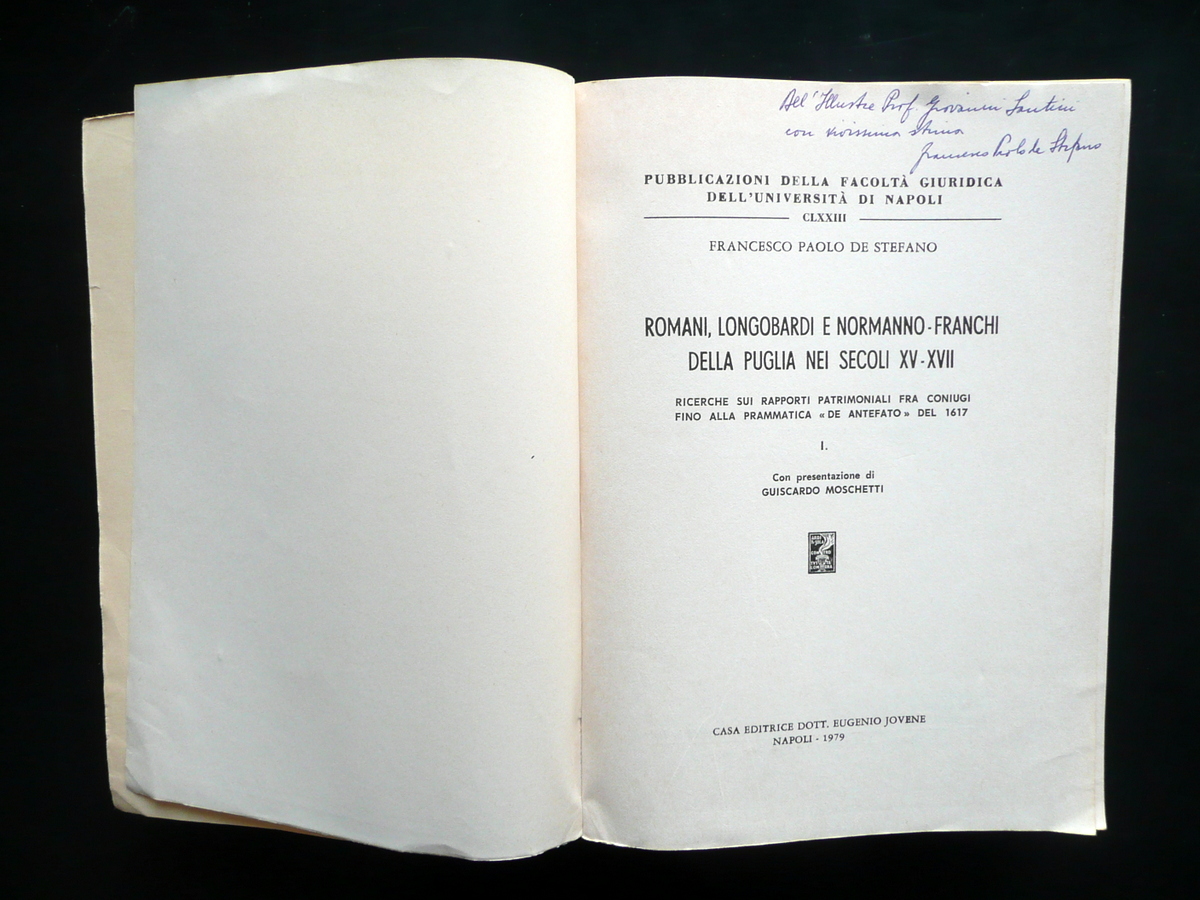 All'Illustre Prof. Giovanni Santini
con vivissima stima
Francesco Paolo de Stefano
PUBBLICAZIONI DELLA FACOLTÀ GIURIDICA
DELL'UNIVERSITÀ DI NAPOLI
CLXXIII
FRANCESCO PAOLO DE STEFANO
ROMANI, LONGOBARDI E NORMANNO-FRANCHI
DELLA PUGLIA NEI SECOLI XV-XVII
RICERCHE SUI RAPPORTI PATRIMONIALI FRA CONIUGI
FINO ALLA PRAMMATICA «DE ANTEFATO» DEL 1617
I.
Con presentazione di
GUISCARDO MOSCHETTI
CASA EDITRICE DOTT. EUGENIO JOVENE
NAPOLI - 1979